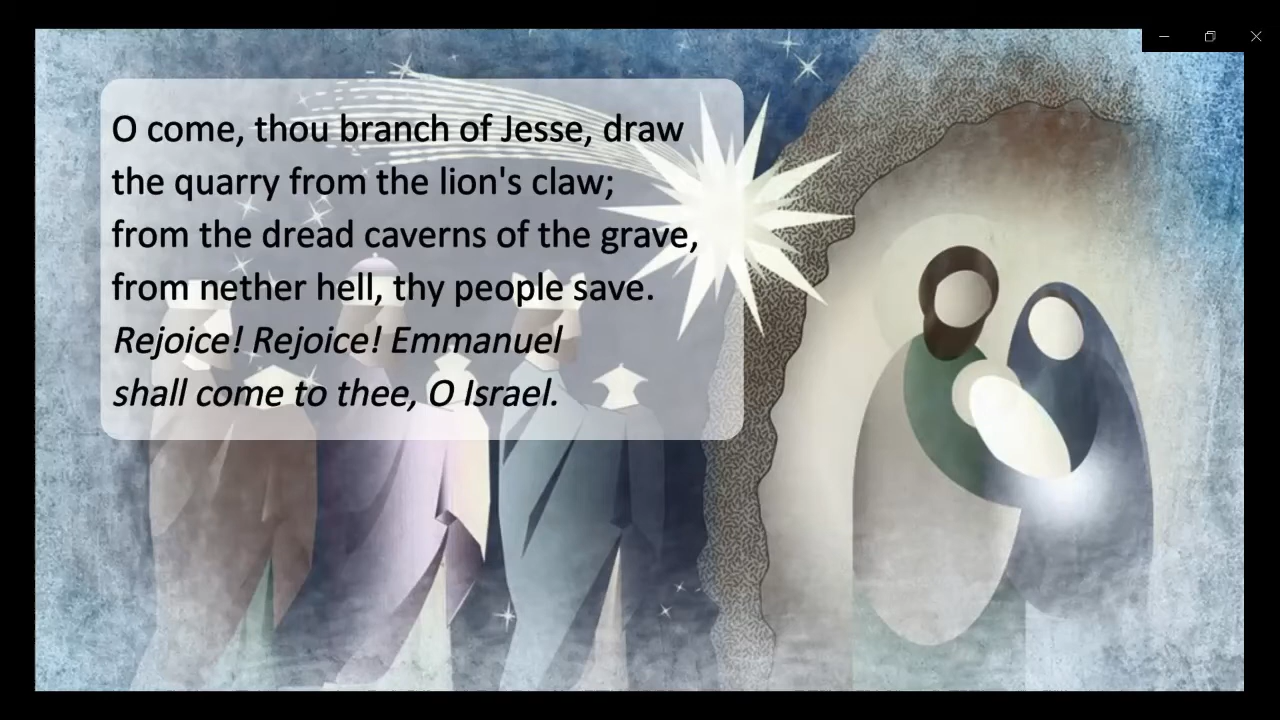 O come, thou branch of Jesse, draw
the quarry from the lion's claw;
from the dread caverns of the grave,
from nether hell, thy people save.
Rejoice! Rejoice! Emmanuel
shall come to thee, O Israel.